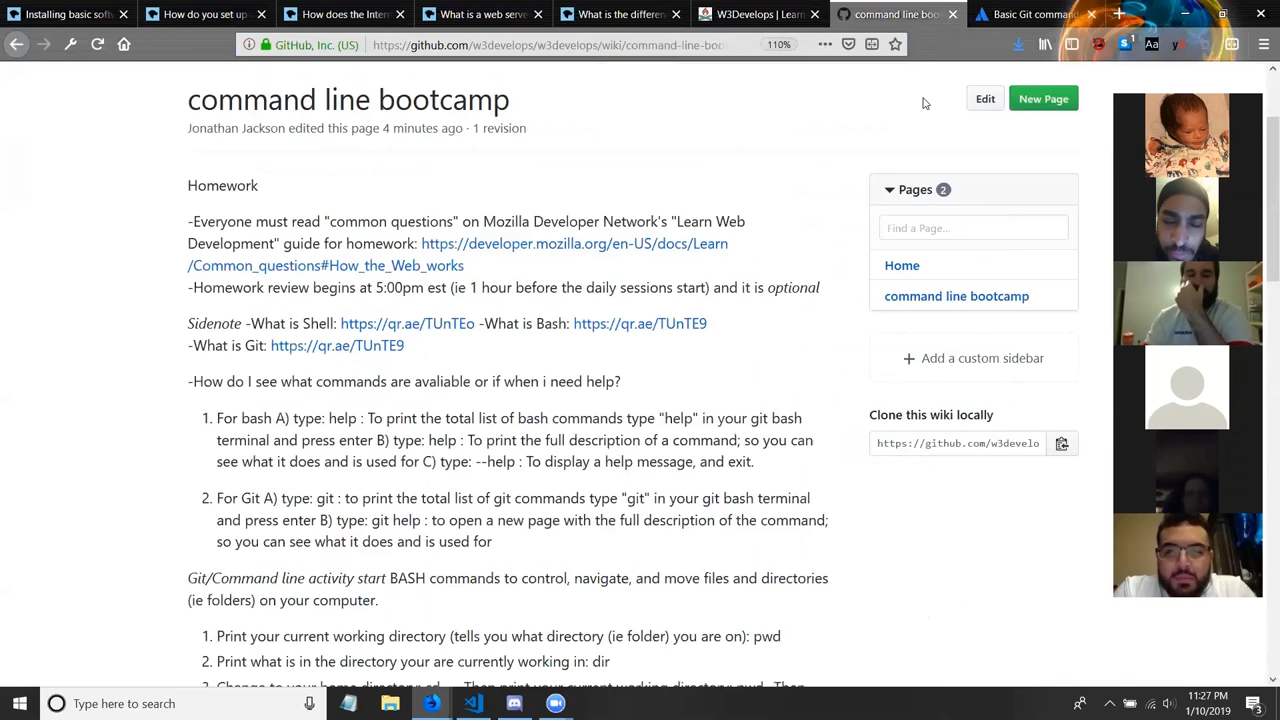 Installing basic softw
How do you set up
How does the Inter
What is a web serve
What is the differen
W3Develops | Learn
command line boo
Basic Git command
GitHub, Inc. (US)
https://github.com/w3develops/w3develops/wiki/command-line-boo
110%
command line bootcamp
Edit
New Page
Jonathan Jackson edited this page 4 minutes ago · 1 revision
Homework
-Everyone must read "common questions" on Mozilla Developer Network's "Learn Web
Development" guide for homework: https://developer.mozilla.org/en-US/docs/Learn
/Common_questions#How_the_Web_works
-Homework review begins at 5:00pm est (ie 1 hour before the daily sessions start) and it is optional
Sidenote -What is Shell: https://qr.ae/TUnTEo -What is Bash: https://qr.ae/TUnTE9
-What is Git: https://qr.ae/TUnTE9
-How do I see what commands are avaliable or if when i need help?
1. For bash A) type: help : To print the total list of bash commands type "help" in your git bash
terminal and press enter B) type: help : To print the full description of a command; so you can
see what it does and is used for C) type: --help : To display a help message, and exit.
2. For Git A) type: git : to print the total list of git commands type "git" in your git bash terminal
and press enter B) type: git help : to open a new page with the full description of the command;
so you can see what it does and is used for
Git/Command line activity start BASH commands to control, navigate, and move files and directories
(ie folders) on your computer.
1. Print your current working directory (tells you what directory (ie folder) you are on): pwd
2. Print what is in the directory your are currently working in: dir
Pages 2
Find a Page...
Home
command line bootcamp
Add a custom sidebar
Clone this wiki locally
https://github.com/w3develo
Type here to search
11:27 PM
1/10/2019
3